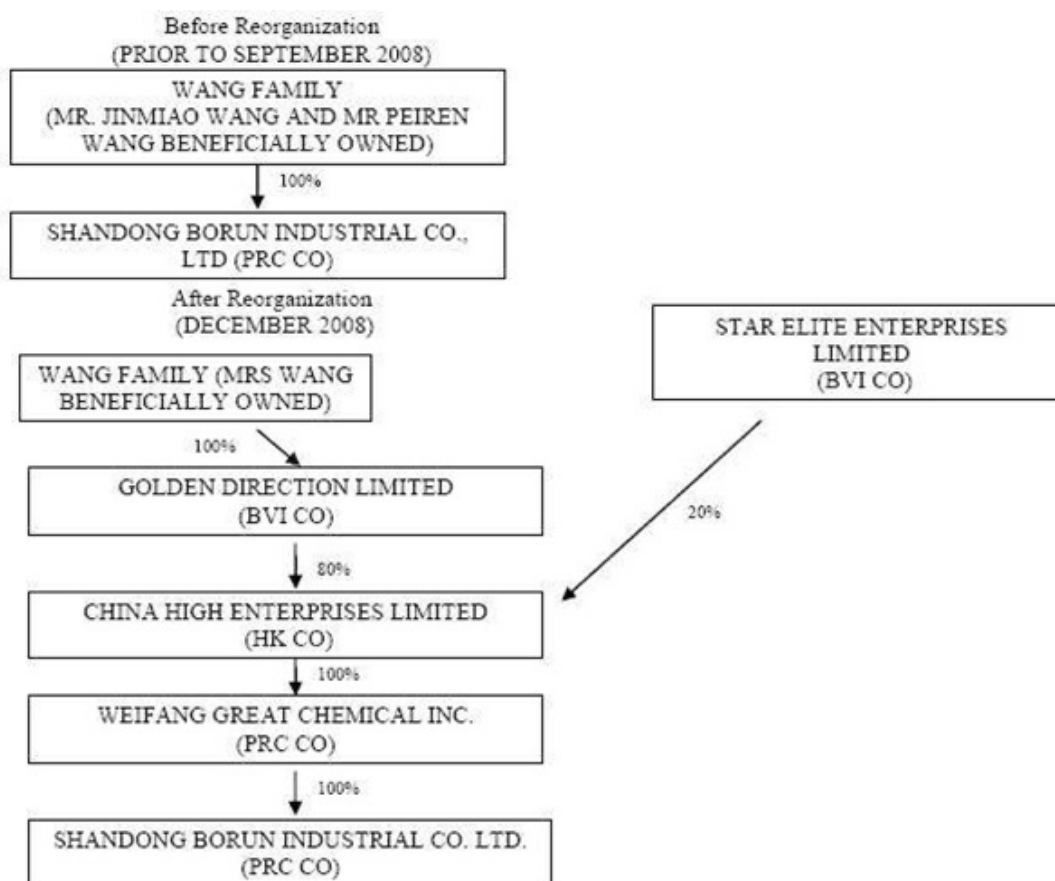 Before Reorganization
(PRIOR TO SEPTEMBER 2008)
WANG FAMILY
(MR. JINMIAO WANG AND MR PEIREN
WANG BENEFICIALLY OWNED)
100%
SHANDONG BORUN INDUSTRIAL CO.,
LTD (PRC CO)
After Reorganization
(DECEMBER 2008)
STAR ELITE ENTERPRISES
LIMITED
(BVI CO)
WANG FAMILY (MRS WANG
BENEFICIALLY OWNED)
100%
GOLDEN DIRECTION LIMITED
(BVI CO)
20%
80%
CHINA HIGH ENTERPRISES LIMITED
(HK CO)
100%
WEIFANG GREAT CHEMICAL INC.
(PRC CO)
100%
SHANDONG BORUN INDUSTRIAL CO. LTD.
(PRC CO)